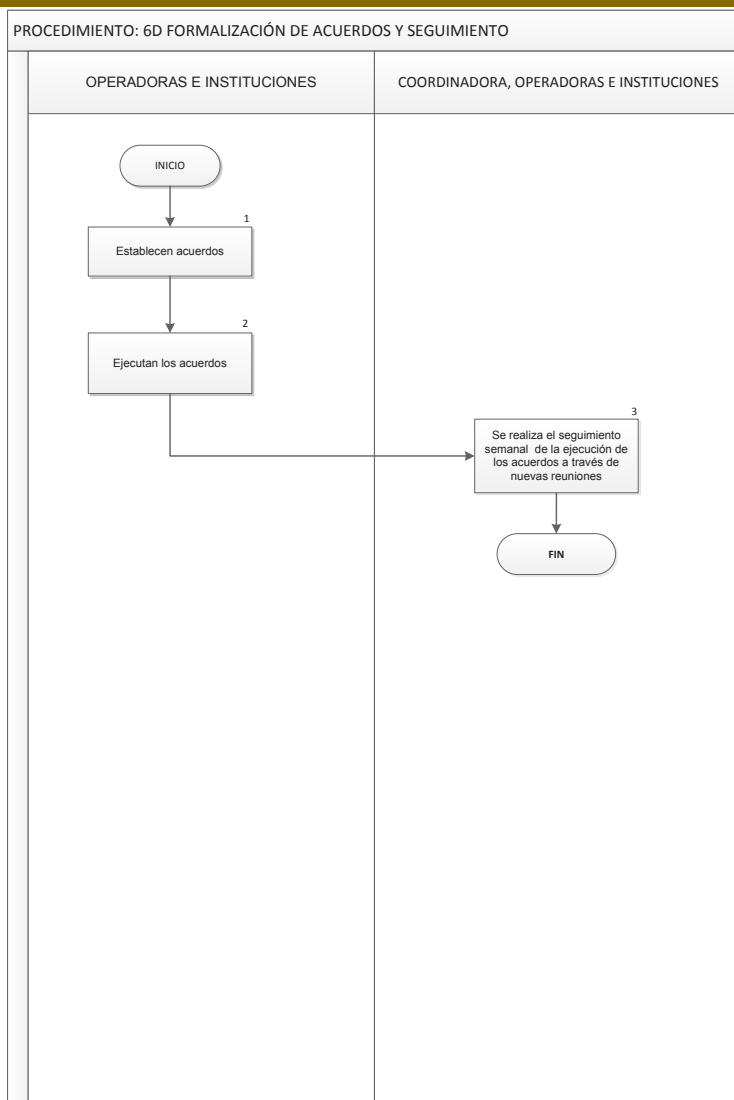 PROCEDIMIENTO: 6D FORMALIZACIÓN DE ACUERDOS Y SEGUIMIENTO
OPERADORAS E INSTITUCIONES
COORDINADORA, OPERADORAS E INSTITUCIONES
INICIO
1
Establecen acuerdos
2
Ejecutan los acuerdos
3
Se realiza el seguimiento
semanal de la ejecución de
los acuerdos a través de
nuevas reuniones
FIN